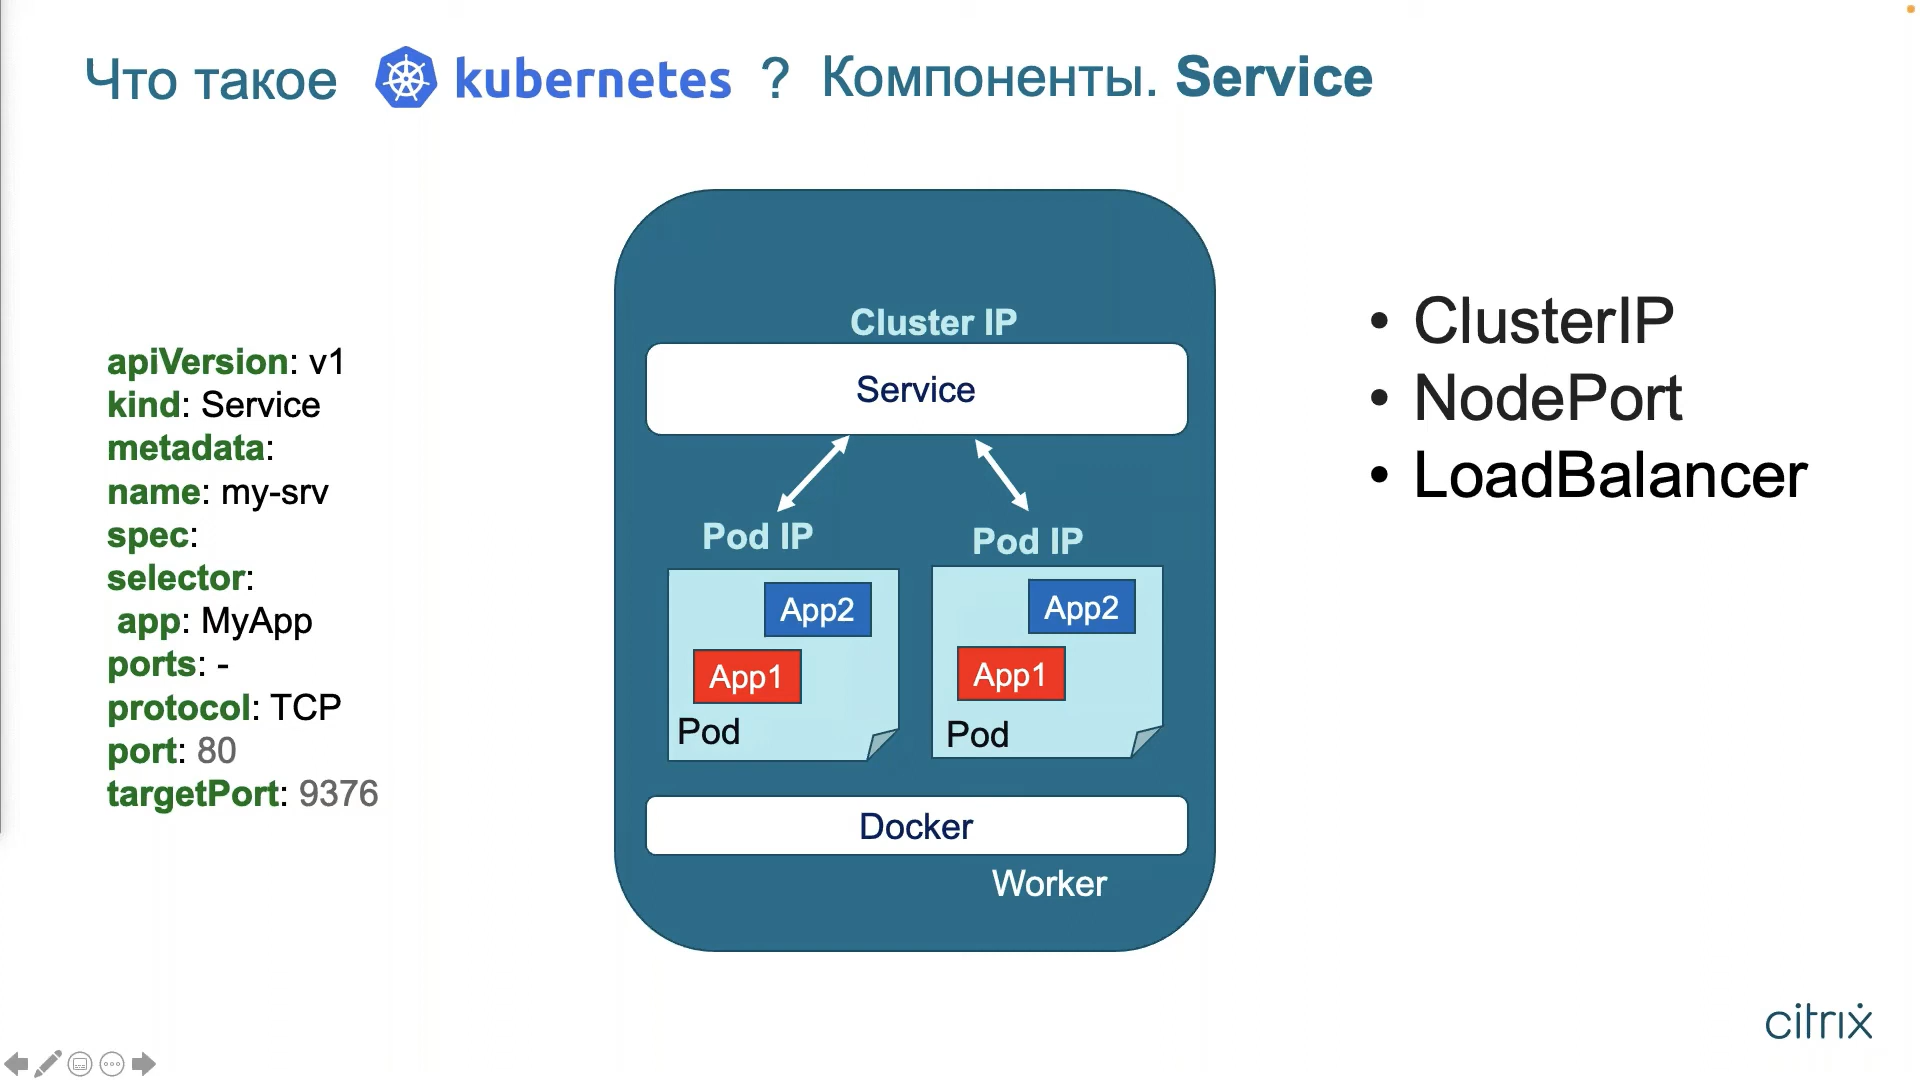 Что такое kubernetes ? Компоненты. Service
apiVersion: v1
kind: Service
metadata:
name: my-srv
spec:
selector:
app: MyApp
ports: -
protocol: TCP
port: 80
targetPort: 9376
Cluster IP
Service
Pod IP
Pod IP
App2
App1
Pod
App2
App1
Pod
Docker
Worker
• ClusterIP
• NodePort
• LoadBalancer
citrix